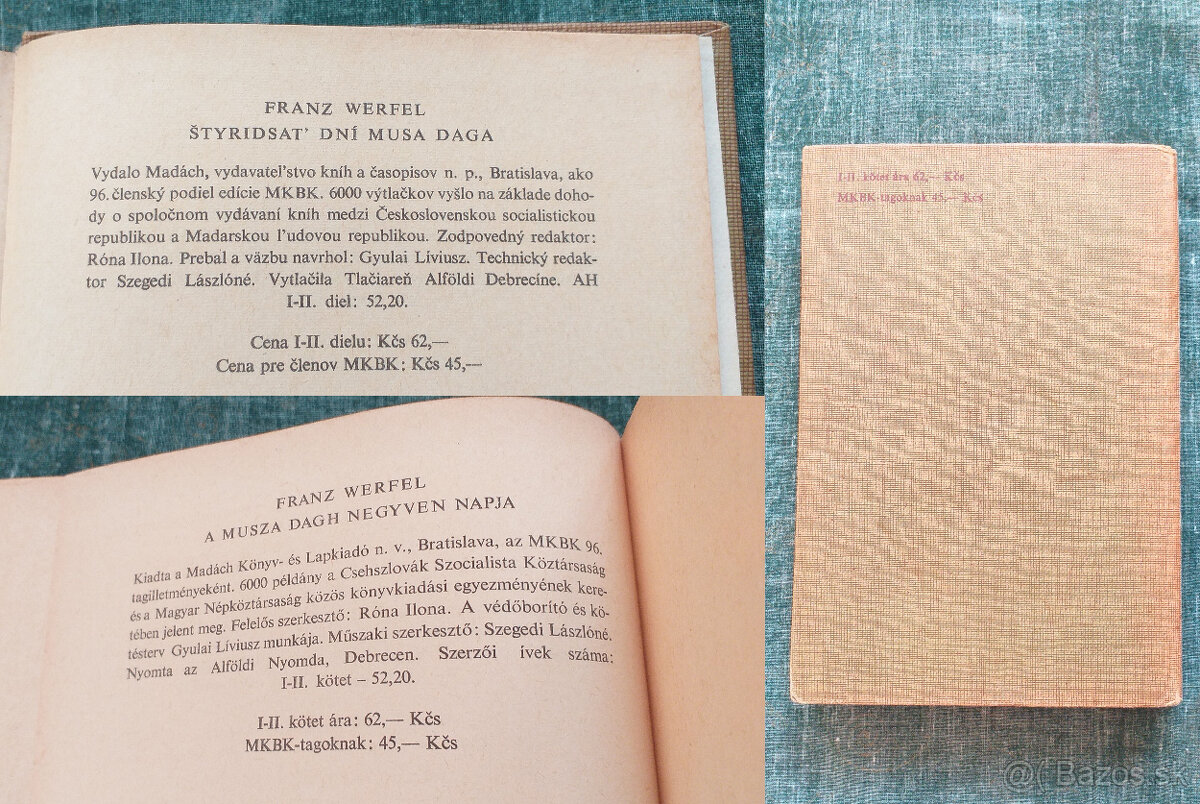 FRANZ WERFEL
ŠTYRIDSAŤ DNÍ MUSA DAGA
Vydalo Madách, vydavateľstvo kníh a časopisov n. p., Bratislava, ako
96. členský podiel edície MKBK. 6000 výtlačkov vyšlo na základe doho-
dy o spoločnom vydávaní kníh medzi Československou socialistickou
republikou a Madarskou ľudovou republikou. Zodpovedný redaktor:
Róna Ilona. Prebal a väzbu navrhol: Gyulai Líviusz. Technický redak-
tor Szegedi Lászlóné. Vytlačila Tlačiareň Alföldi Debrecíne. AH
I-II. diel: 52,20.
Cena I-II. dielu: Kčs 62,—
Cena pre členov MKBK: Kčs 45,—
FRANZ WERFEL
A MUSZA DAGH NEGYVEN NAPJA
Kiadta a Madách Könyv- és Lapkiadó n. v., Bratislava, az MKBK 96.
tagilletményeként. 6000 példány a Csehszlovák Szocialista Köztársaság
és a Magyar Népköztársaság közös könyvkiadási egyezményének kere-
tében jelent meg. Felelős szerkesztő: Róna Ilona. A védőborító és kö-
tésterv Gyulai Líviusz munkája. Műszaki szerkesztő: Szegedi Lászlóné.
Nyomta az Alföldi Nyomda, Debrecen. Szerzői ívek száma:
I-II. kötet – 52,20.
I-II. kötet ára: 62,— Kčs
MKBK-tagoknak: 45,— Kčs
I-II. kötet ára 62,— Kčs
MKBK-tagoknak 45,— Kčs
@( Bazos.sk